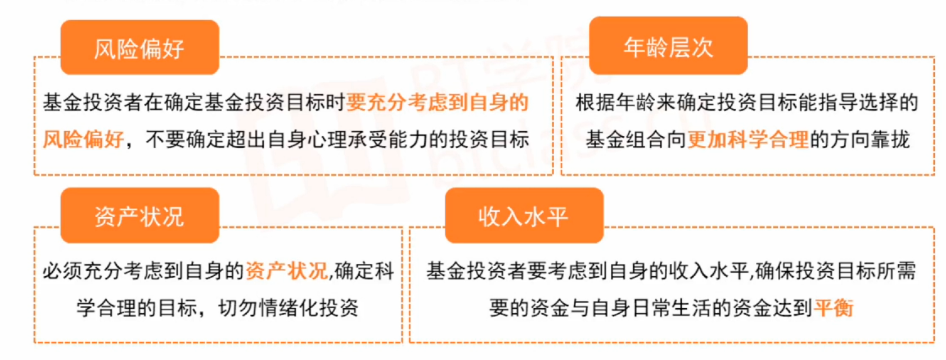 风险偏好
基金投资者在确定基金投资目标时要充分考虑到自身的
风险偏好，不要确定超出自身心理承受能力的投资目标
年龄层次
根据年龄来确定投资目标能指导选择的
基金组合向更加科学合理的方向靠拢
资产状况
必须充分考虑到自身的资产状况,确定科
学合理的目标，切勿情绪化投资
收入水平
基金投资者要考虑到自身的收入水平,确保投资目标所需
要的资金与自身日常生活的资金达到平衡